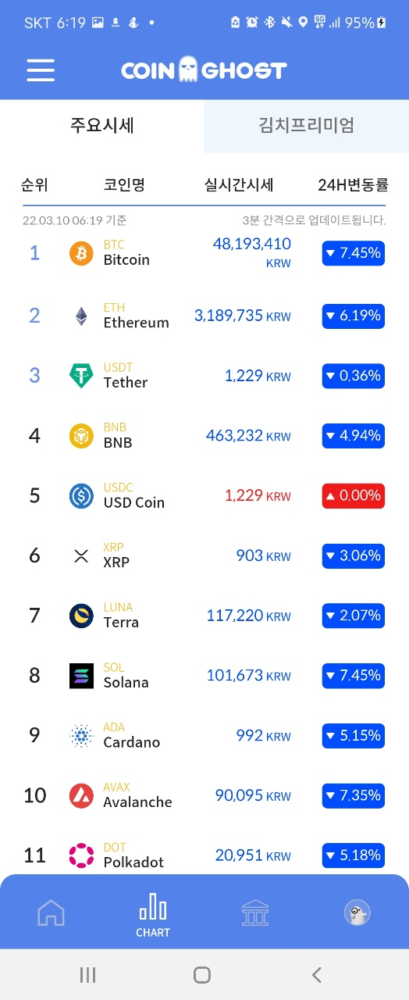 SKT 6:19
5G
95%
COIN GHOST
주요시세
김치프리미엄
순위 코인명 실시간시세 24H변동률
22.03.10 06:19 기준 3분 간격으로 업데이트됩니다.
1 BTC Bitcoin 48,193,410 KRW ▼ 7.45%
2 ETH Ethereum 3,189,735 KRW ▼ 6.19%
3 USDT Tether 1,229 KRW ▼ 0.36%
4 BNB BNB 463,232 KRW ▼ 4.94%
5 USDC USD Coin 1,229 KRW ▲ 0.00%
6 XRP XRP 903 KRW ▼ 3.06%
7 LUNA Terra 117,220 KRW ▼ 2.07%
8 SOL Solana 101,673 KRW ▼ 7.45%
9 ADA Cardano 992 KRW ▼ 5.15%
10 AVAX Avalanche 90,095 KRW ▼ 7.35%
11 DOT Polkadot 20,951 KRW ▼ 5.18%
CHART